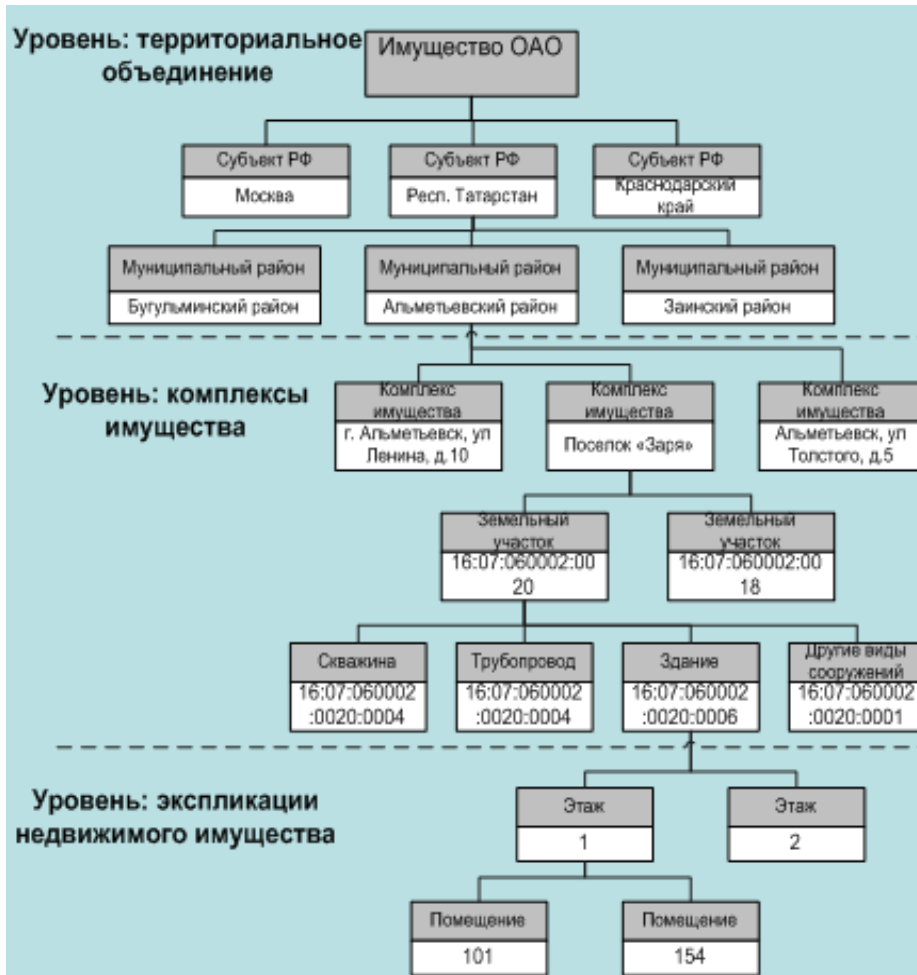 Уровень: территориальное
объединение
Имущество ОАО
Субъект РФ
Москва
Субъект РФ
Респ. Татарстан
Субъект РФ
Краснодарский
край
Муниципальный район
Бугульминский район
Муниципальный район
Альметьевский район
Муниципальный район
Заинский район
Уровень: комплексы
имущества
Комплекс
имущества
г. Альметьевск, ул
Ленина, д.10
Комплекс
имущества
Поселок «Заря»
Комплекс
имущества
Альметьевск, ул
Толстого, д.5
Земельный
участок
16:07:060002:00
20
Земельный
участок
16:07:060002:00
18
Скважина
16:07:060002
:0020:0004
Трубопровод
16:07:060002
:0020:0004
Здание
16:07:060002
:0020:0006
Другие виды
сооружений
16:07:060002
:0020:0001
Уровень: экспликации
недвижимого имущества
Этаж
1
Этаж
2
Помещение
101
Помещение
154